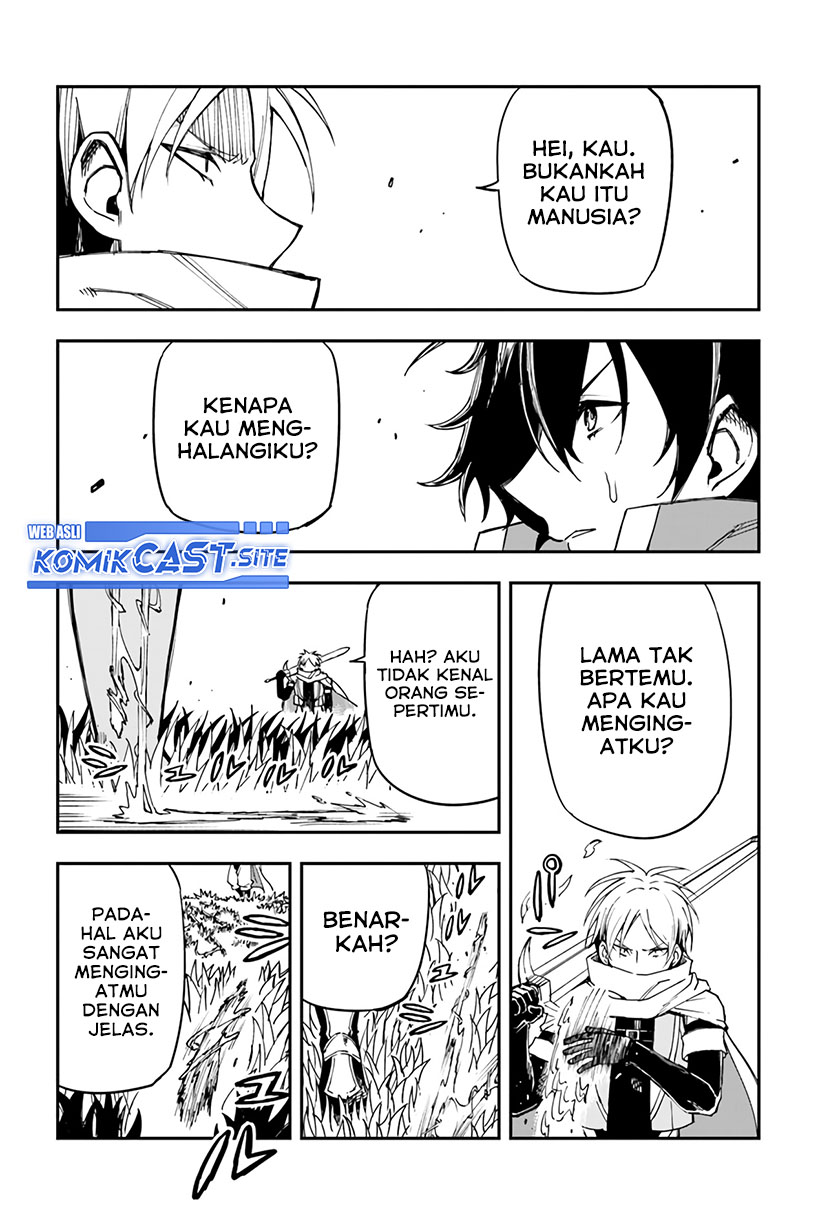 HEI, KAU.
BUKANKAH
KAU ITU
MANUSIA?
KENAPA
KAU MENG-
HALANGIKU?
WEB ASLI
KOMIKCAST.SITE
LAMA TAK
BERTEMU.
APA KAU
MENGING-
ATKU?
HAH? AKU
TIDAK KENAL
ORANG SE-
PERTIMU.
BENAR-
KAH?
PADA-
HAL AKU
SANGAT
MENGING-
ATMU
DENGAN
JELAS.